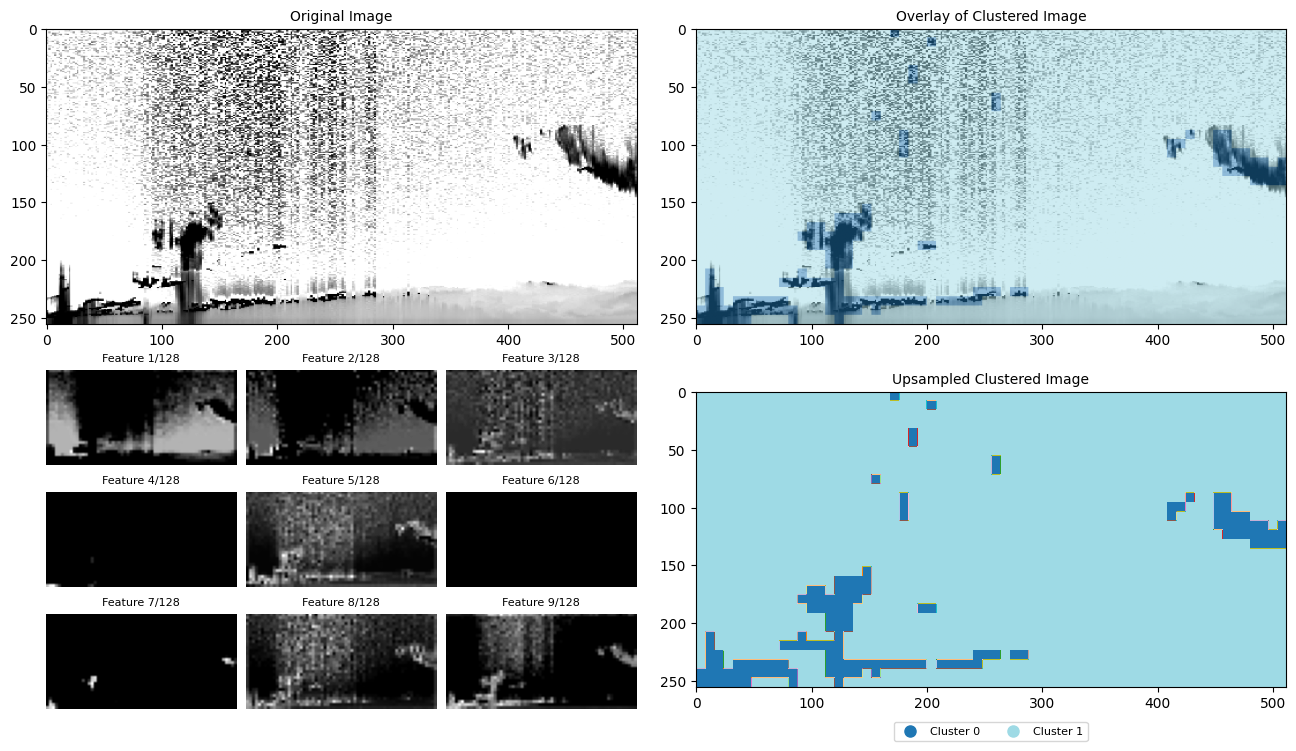 Original Image
0
50
100
150
200
250
0 100 200 300 400 500
Overlay of Clustered Image
0
50
100
150
200
250
0 100 200 300 400 500
Feature 1/128 Feature 2/128 Feature 3/128
Feature 4/128 Feature 5/128 Feature 6/128
Feature 7/128 Feature 8/128 Feature 9/128
Upsampled Clustered Image
0
50
100
150
200
250
0 100 200 300 400 500
Cluster 0 Cluster 1